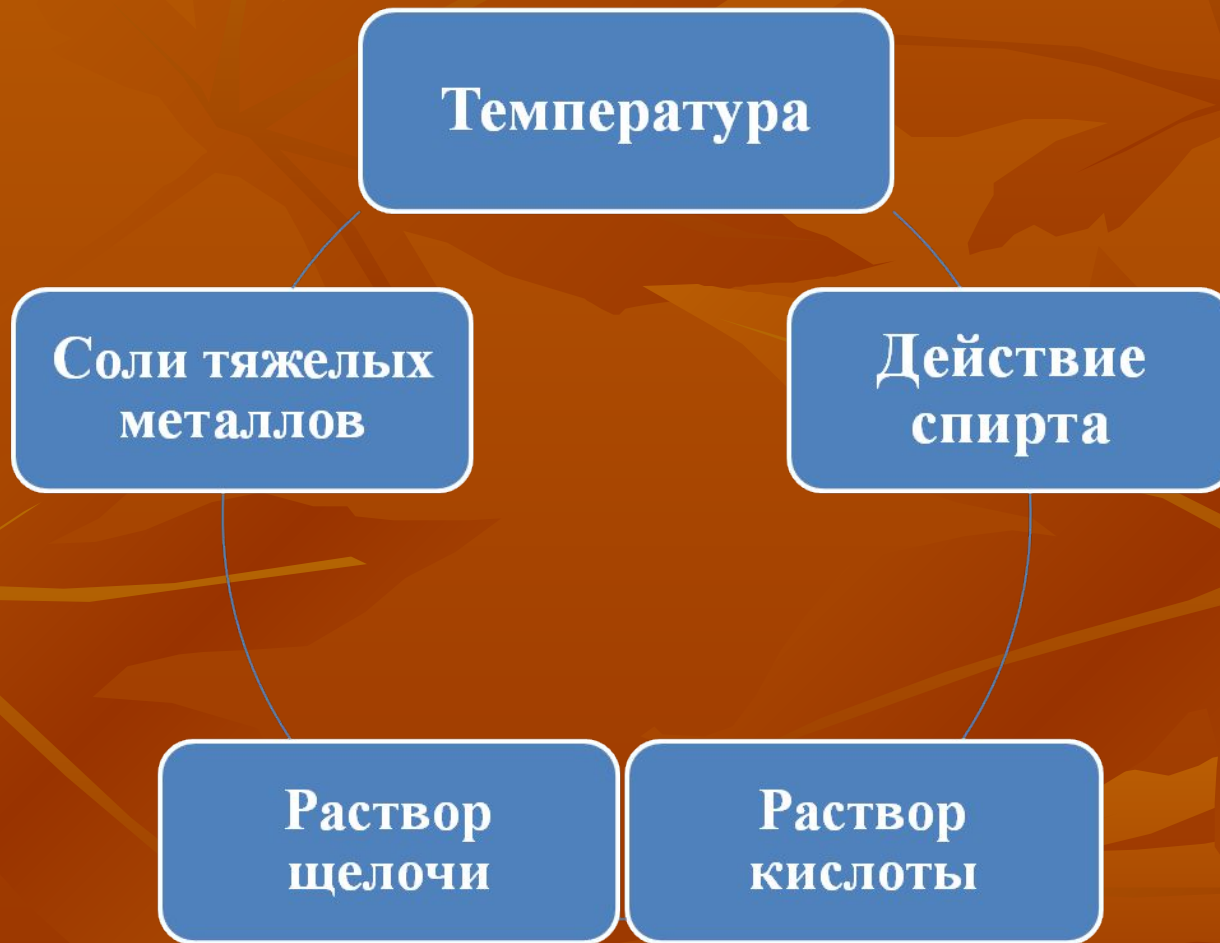 Температура
Соли тяжелых
металлов
Действие
спирта
Раствор
щелочи
Раствор
кислоты